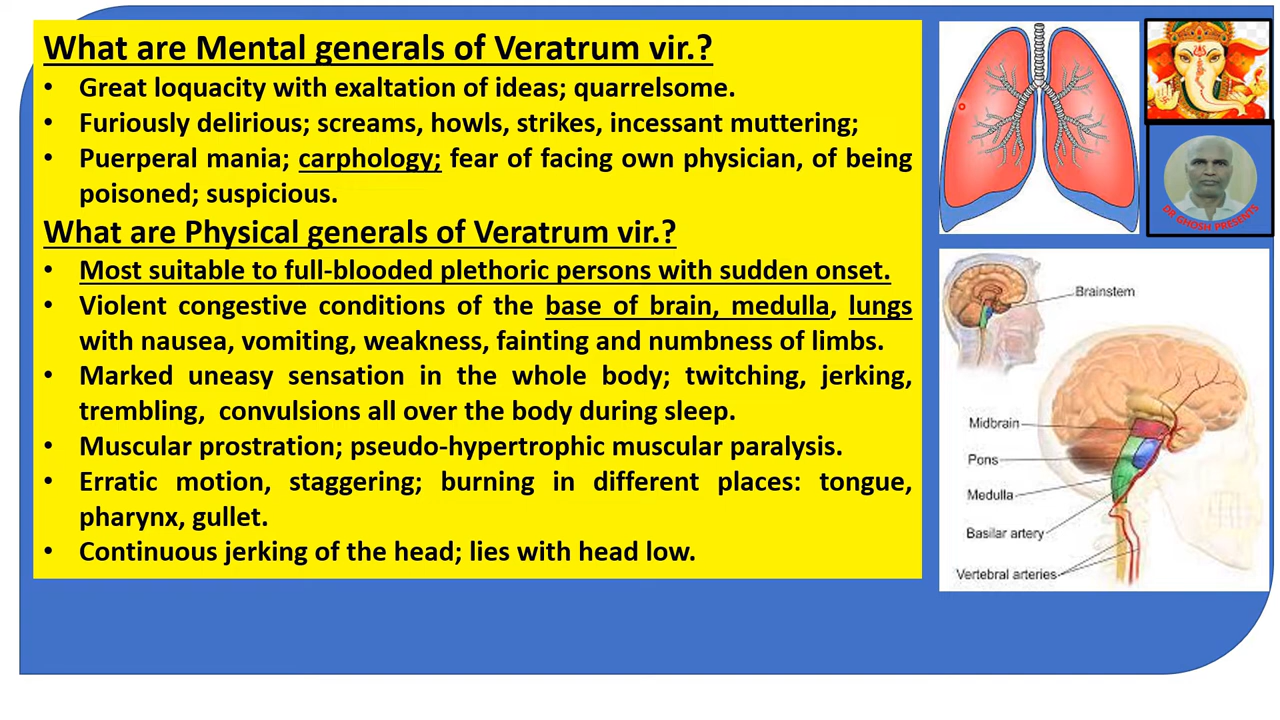 What are Mental generals of Veratrum vir.?
• Great loquacity with exaltation of ideas; quarrelsome.
• Furiously delirious; screams, howls, strikes, incessant muttering;
• Puerperal mania; carphology; fear of facing own physician, of being
poisoned; suspicious.
What are Physical generals of Veratrum vir.?
• Most suitable to full-blooded plethoric persons with sudden onset.
• Violent congestive conditions of the base of brain, medulla, lungs
with nausea, vomiting, weakness, fainting and numbness of limbs.
• Marked uneasy sensation in the whole body; twitching, jerking,
trembling, convulsions all over the body during sleep.
• Muscular prostration; pseudo-hypertrophic muscular paralysis.
• Erratic motion, staggering; burning in different places: tongue,
pharynx, gullet.
• Continuous jerking of the head; lies with head low.
DR GHOSH PRESENTS
Brainstem
Midbrain
Pons
Medulla
Basilar artery
Vertebral arteries